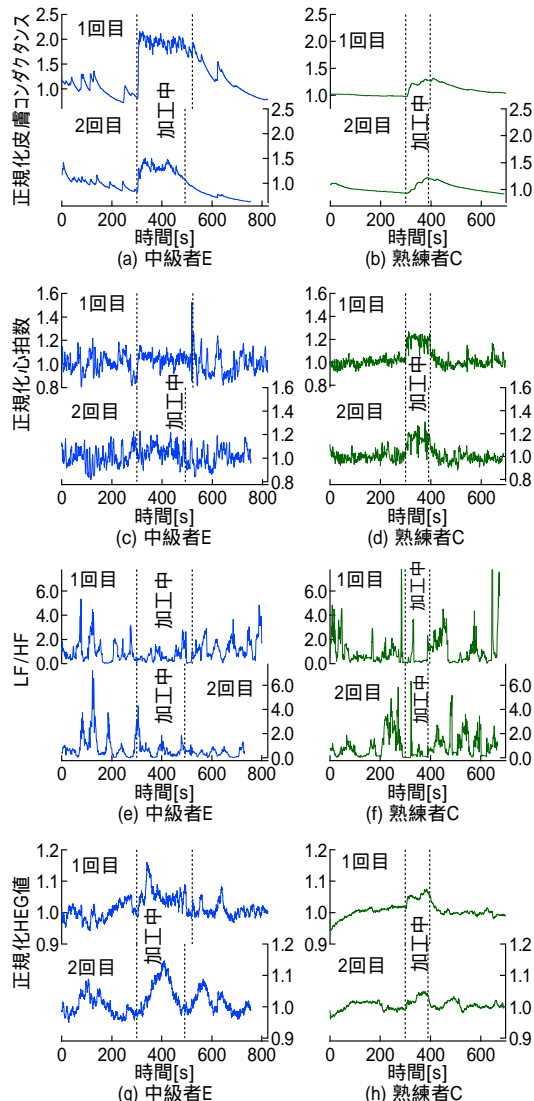 正規化皮膚コンダクタンス
1回目
2.5
2.0
1.5
1.0
加工中
2回目
2.5
2.0
1.5
1.0
0 200 400 600 800
時間[s]
(a) 中級者E
1回目
2.0
1.5
1.0
加工中
2回目
2.5
2.0
1.5
1.0
0 200 400 600
時間[s]
(b) 熟練者C
正規化心拍数
1回目
1.6
1.4
1.2
1.0
0.8
加工中
2回目
1.6
1.4
1.2
1.0
0.8
0 200 400 600 800
時間[s]
(c) 中級者E
1回目
1.6
1.4
1.2
1.0
0.8
加工中
2回目
1.6
1.4
1.2
1.0
0.8
0 200 400 600
時間[s]
(d) 熟練者C
LF/HF
1回目
6.0
4.0
2.0
0.0
加工中
加工中
2回目
6.0
4.0
2.0
0.0
0 200 400 600 800
時間[s]
(e) 中級者E
1回目
6.0
4.0
2.0
0.0
加工中
加工中
2回目
6.0
4.0
2.0
0.0
0 200 400 600
時間[s]
(f) 熟練者C
正規化HEG値
1回目
1.2
1.1
1.0
0.9
加工中
2回目
1.2
1.1
1.0
0.9
0 200 400 600 800
時間[s]
(g) 中級者E
1回目
1.2
1.1
1.0
0.9
加工中
2回目
1.2
1.1
1.0
0.9
0 200 400 600
時間[s]
(h) 熟練者C